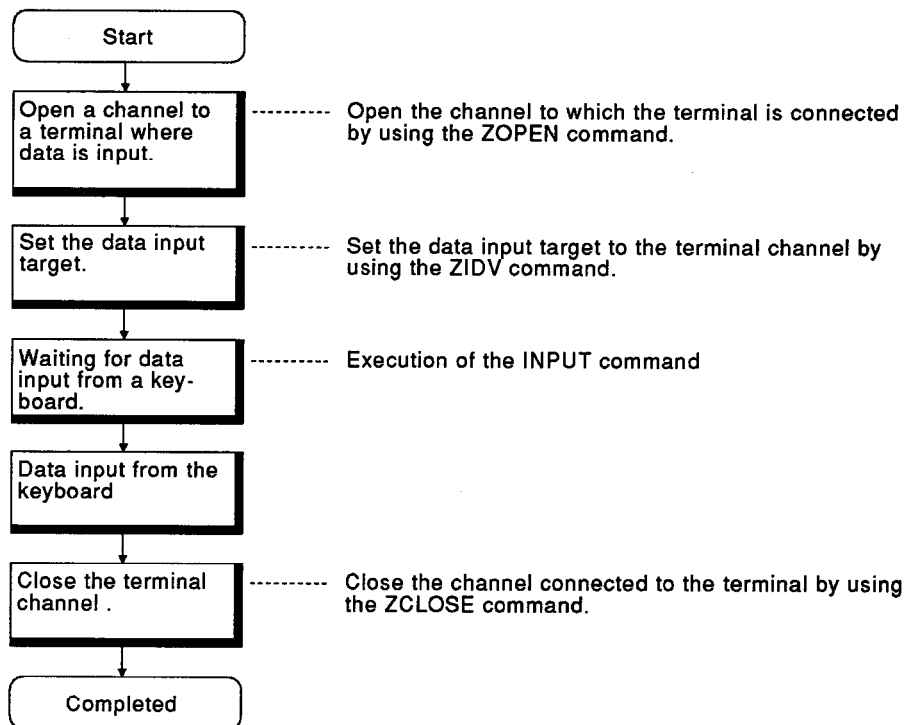 Start
Open a channel to
a terminal where
data is input.
Open the channel to which the terminal is connected
by using the ZOPEN command.
Set the data input
target.
Set the data input target to the terminal channel by
using the ZIDV command.
Waiting for data
input from a key-
board.
Execution of the INPUT command
Data input from the
keyboard
Close the terminal
channel .
Close the channel connected to the terminal by using
the ZCLOSE command.
Completed